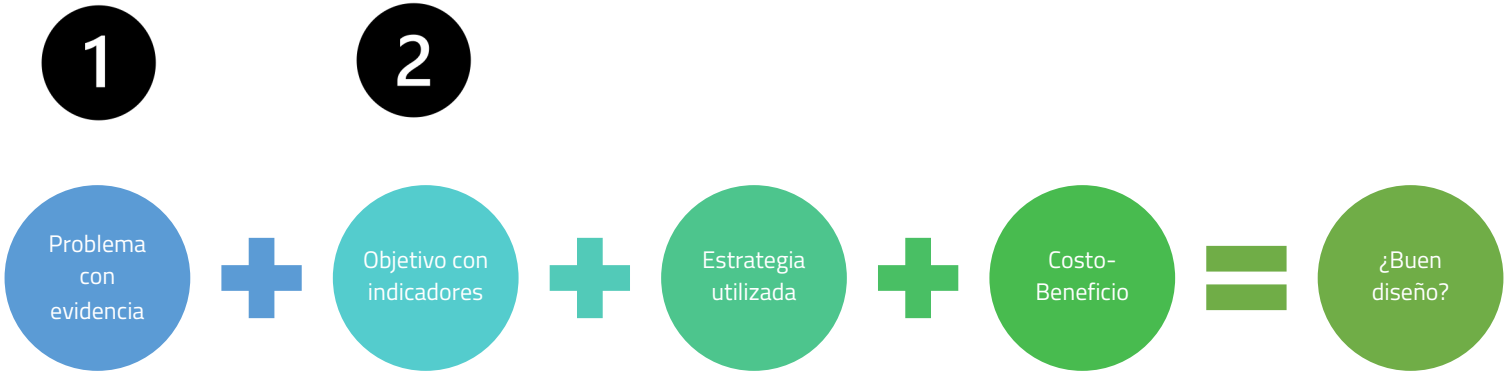 1
2
Problema
con
evidencia
Objetivo con
indicadores
Estrategia
utilizada
Costo-
Beneficio
¿Buen
diseño?